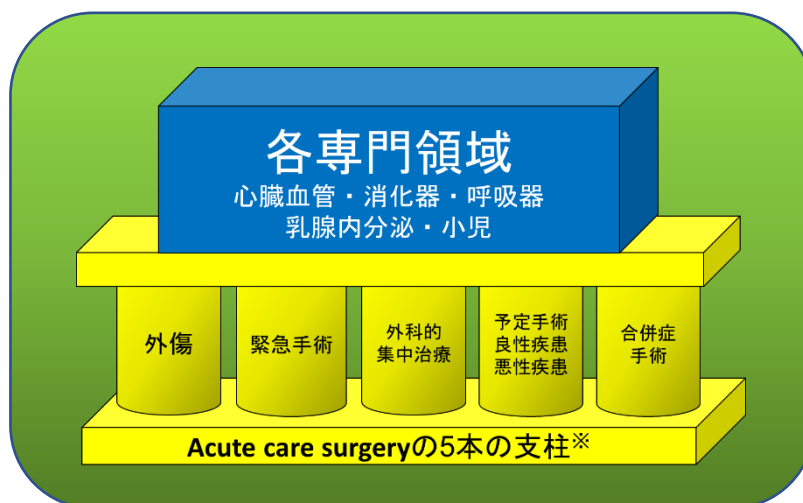 各専門領域
心臓血管・消化器・呼吸器
乳腺内分泌・小児
外傷
緊急手術
外科的
集中治療
予定手術
良性疾患
悪性疾患
合併症
手術
Acute care surgeryの5本の支柱※